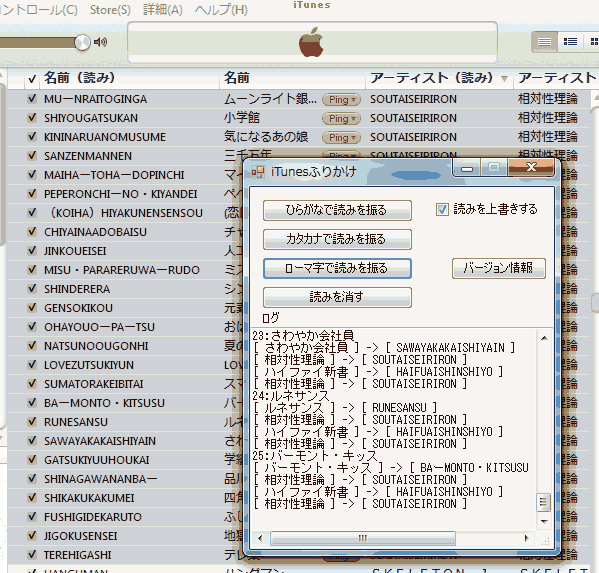 コントロール(C) Store(S) 詳細(A) ヘルプ(H)
iTunes
名前（読み） 名前 アーティスト（読み） アーティスト
MUーNRAITOGINGA ムーンライト銀... Ping SOUTAISEIRIRON 相対性理論
SHIYOUGATSUKAN 小学館 Ping SOUTAISEIRIRON 相対性理論
KININARUANOMUSUME 気になるあの娘 Ping SOUTAISEIRIRON 相対性理論
SANZENMANNEN 三千万年 Ping SOUTAISEIRIRON 相対性理論
MAIHAーTOHAーDOPINCHI マイ
PEPERONCHIーNO・KIYANDEI ペペ
（KOIHA）HIYAKUNENSENSOU (恋
CHIYAINAADOBAISU チャ
JINKOUEISEI 人工
MISU・PARARERUWAーRUDO ミス
SHINDERERA シン
GENSOKIKOU 元素
OHAYOUOーPAーTSU おは
NATSUNOOUGONHI 夏の
LOVEZUTSUKIYUN LOVE
SUMATORAKEIBITAI スマ
BAーMONTO・KITSUSU バー
RUNESANSU ルネ
SAWAYAKAKAISHIYAIN さわ
GATSUKIYUUHOUKAI 学級
SHINAGAWANANBAー 品川
SHIKAKUKAKUMEI 四角
FUSHIGIDEKARUTO ふし
JIGOKUSENSEI 地獄
TEREHIGASHI テレ東 相対性理論
HANGUMAN ハングマン ＳＫＥＬＥＴＯＮ
iTunesふりかけ
ひらがなで読みを振る
読みを上書きする
カタカナで読みを振る
ローマ字で読みを振る
バージョン情報
読みを消す
ログ
23:さわやか会社員
[ さわやか会社員 ] -> [ SAWAYAKAKAISHIYAIN ]
[ 相対性理論 ] -> [ SOUTAISEIRIRON ]
[ ハイファイ新書 ] -> [ HAIFUAISHINSHIYO ]
[ 相対性理論 ] -> [ SOUTAISEIRIRON ]
24:ルネサンス
[ ルネサンス ] -> [ RUNESANSU ]
[ 相対性理論 ] -> [ SOUTAISEIRIRON ]
[ ハイファイ新書 ] -> [ HAIFUAISHINSHIYO ]
[ 相対性理論 ] -> [ SOUTAISEIRIRON ]
25:バーモント・キッス
[ バーモント・キッス ] -> [ BAーMONTO・KITSUSU
[ 相対性理論 ] -> [ SOUTAISEIRIRON ]
[ ハイファイ新書 ] -> [ HAIFUAISHINSHIYO ]
[ 相対性理論 ] -> [ SOUTAISEIRIRON ]